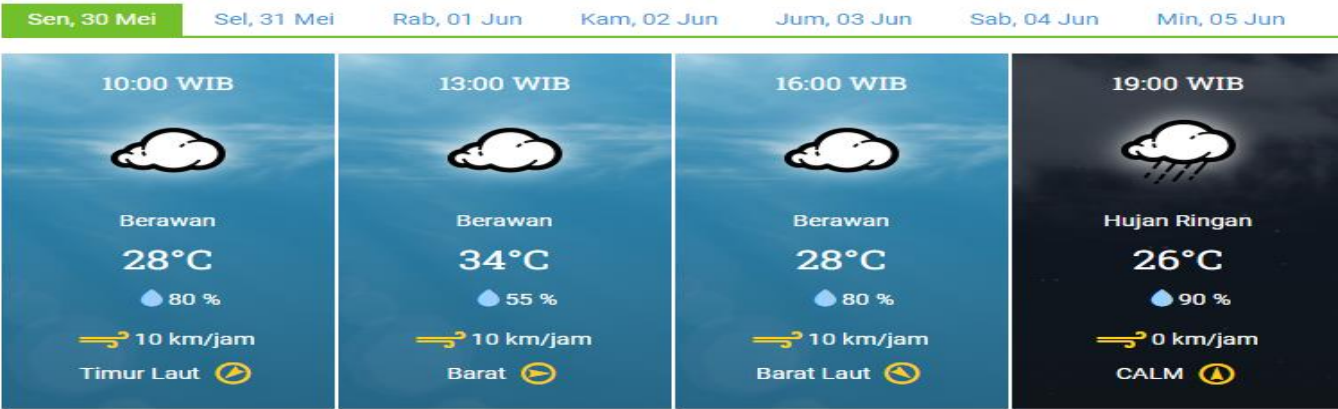 Sen, 30 Mei Sel, 31 Mei Rab, 01 Jun Kam, 02 Jun Jum, 03 Jun Sab, 04 Jun Min, 05 Jun
10:00 WIB
Berawan
28°C
80 %
10 km/jam
Timur Laut
13:00 WIB
Berawan
34°C
55 %
10 km/jam
Barat
16:00 WIB
Berawan
28°C
80 %
10 km/jam
Barat Laut
19:00 WIB
Hujan Ringan
26°C
90 %
0 km/jam
CALM